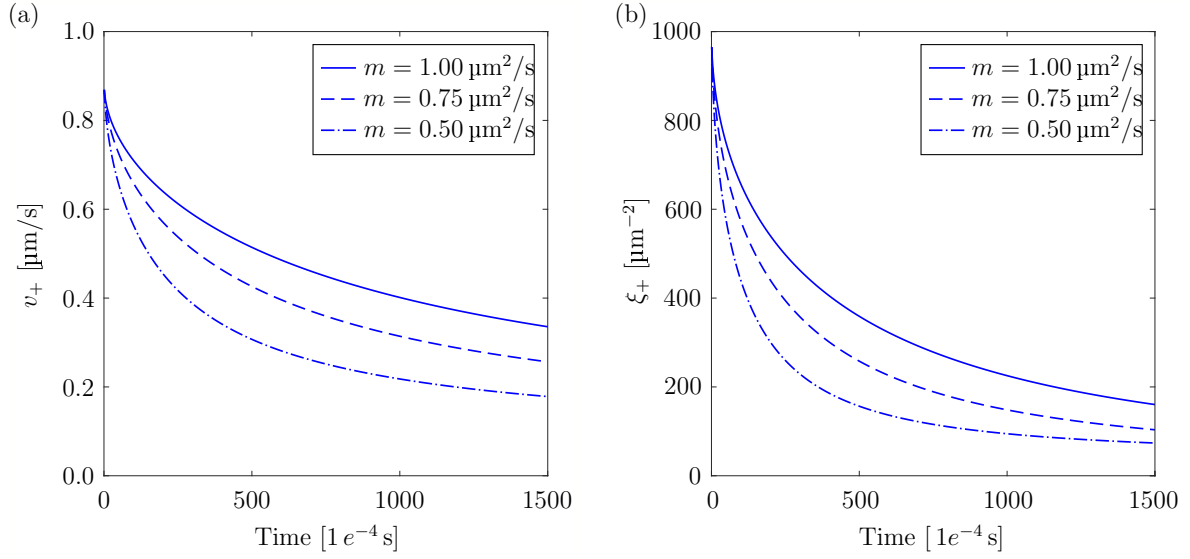 (a)
1.0
0.8
0.6
0.4
0.2
0.0
v₊ [µm/s]
0 500 1000 1500
Time [1 e⁻⁴ s]
m = 1.00 µm²/s
m = 0.75 µm²/s
m = 0.50 µm²/s
(b)
1000
800
600
400
200
0
ξ₊ [µm⁻²]
0 500 1000 1500
Time [ 1e⁻⁴ s]
m = 1.00 µm²/s
m = 0.75 µm²/s
m = 0.50 µm²/s